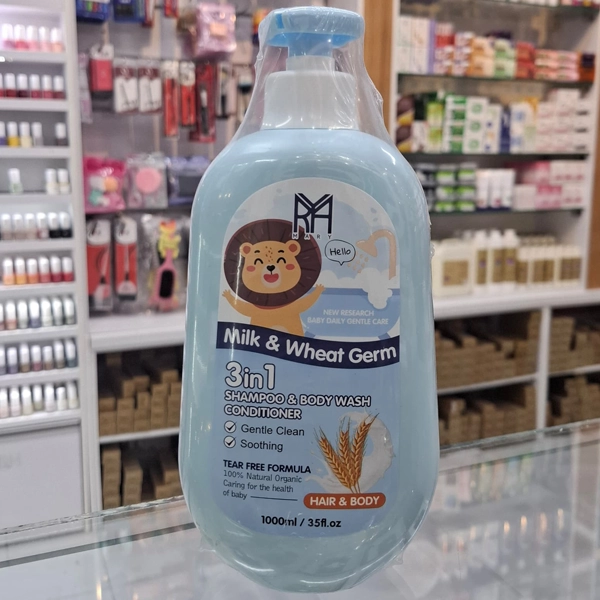 MARY
Hello
NEW RESEARCH
BABY DAILY GENTLE CARE
Milk & Wheat Germ
3in1
SHAMPOO & BODY WASH
CONDITIONER
Gentle Clean
Soothing
TEAR FREE FORMULA
100% Natural Organic
Caring for the health
of baby
HAIR & BODY
1000ml / 35fl.oz